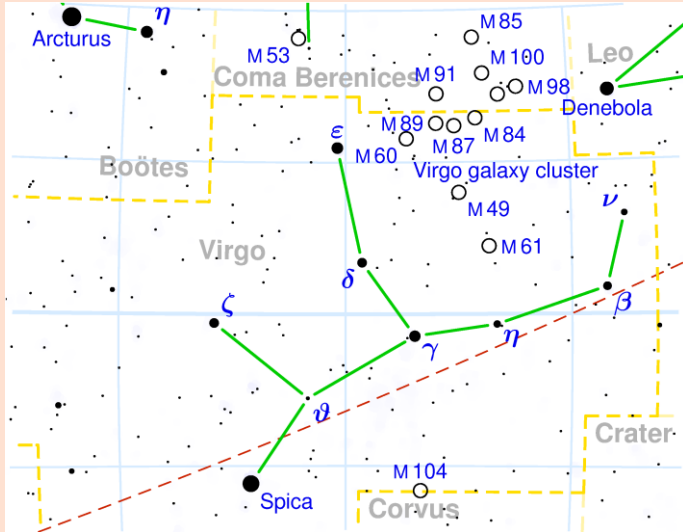 η
Arcturus
M 85
M 53
M 100
Leo
Coma Berenices
M 91
M 98
Denebola
M 89
M 84
ε
M 87
M 60
Boötes
Virgo galaxy cluster
ν
M 49
Virgo
M 61
δ
ζ
β
η
γ
ϑ
Crater
M 104
Spica
Corvus